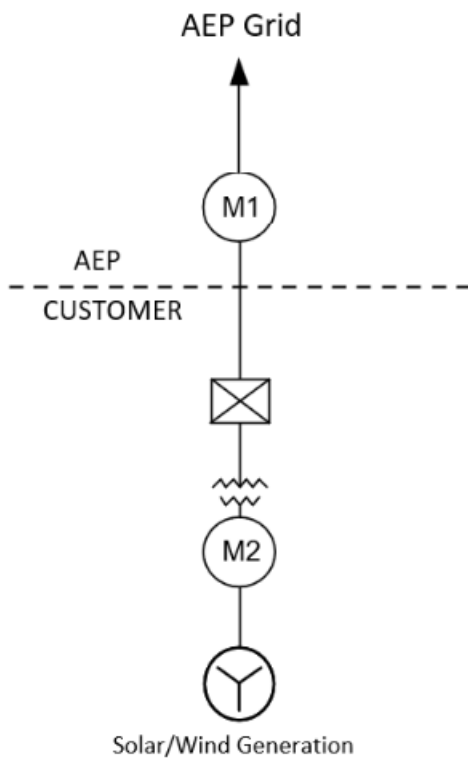 AEP Grid
M1
AEP
CUSTOMER
M2
Solar/Wind Generation